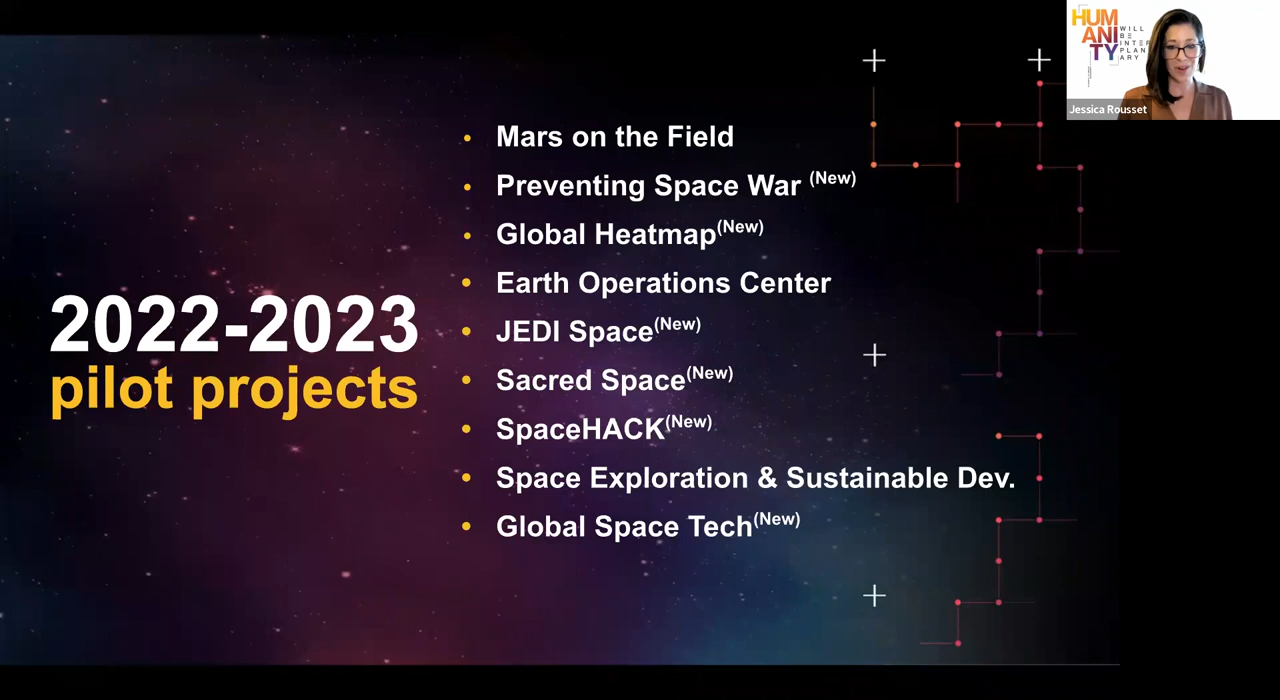 HUM
ANI
TY
WILL
BE
INTER
PLAN
ARY
Jessica Rousset
2022-2023
pilot projects
• Mars on the Field
• Preventing Space War (New)
• Global Heatmap(New)
• Earth Operations Center
• JEDI Space(New)
• Sacred Space(New)
• SpaceHACK(New)
• Space Exploration & Sustainable Dev.
• Global Space Tech(New)